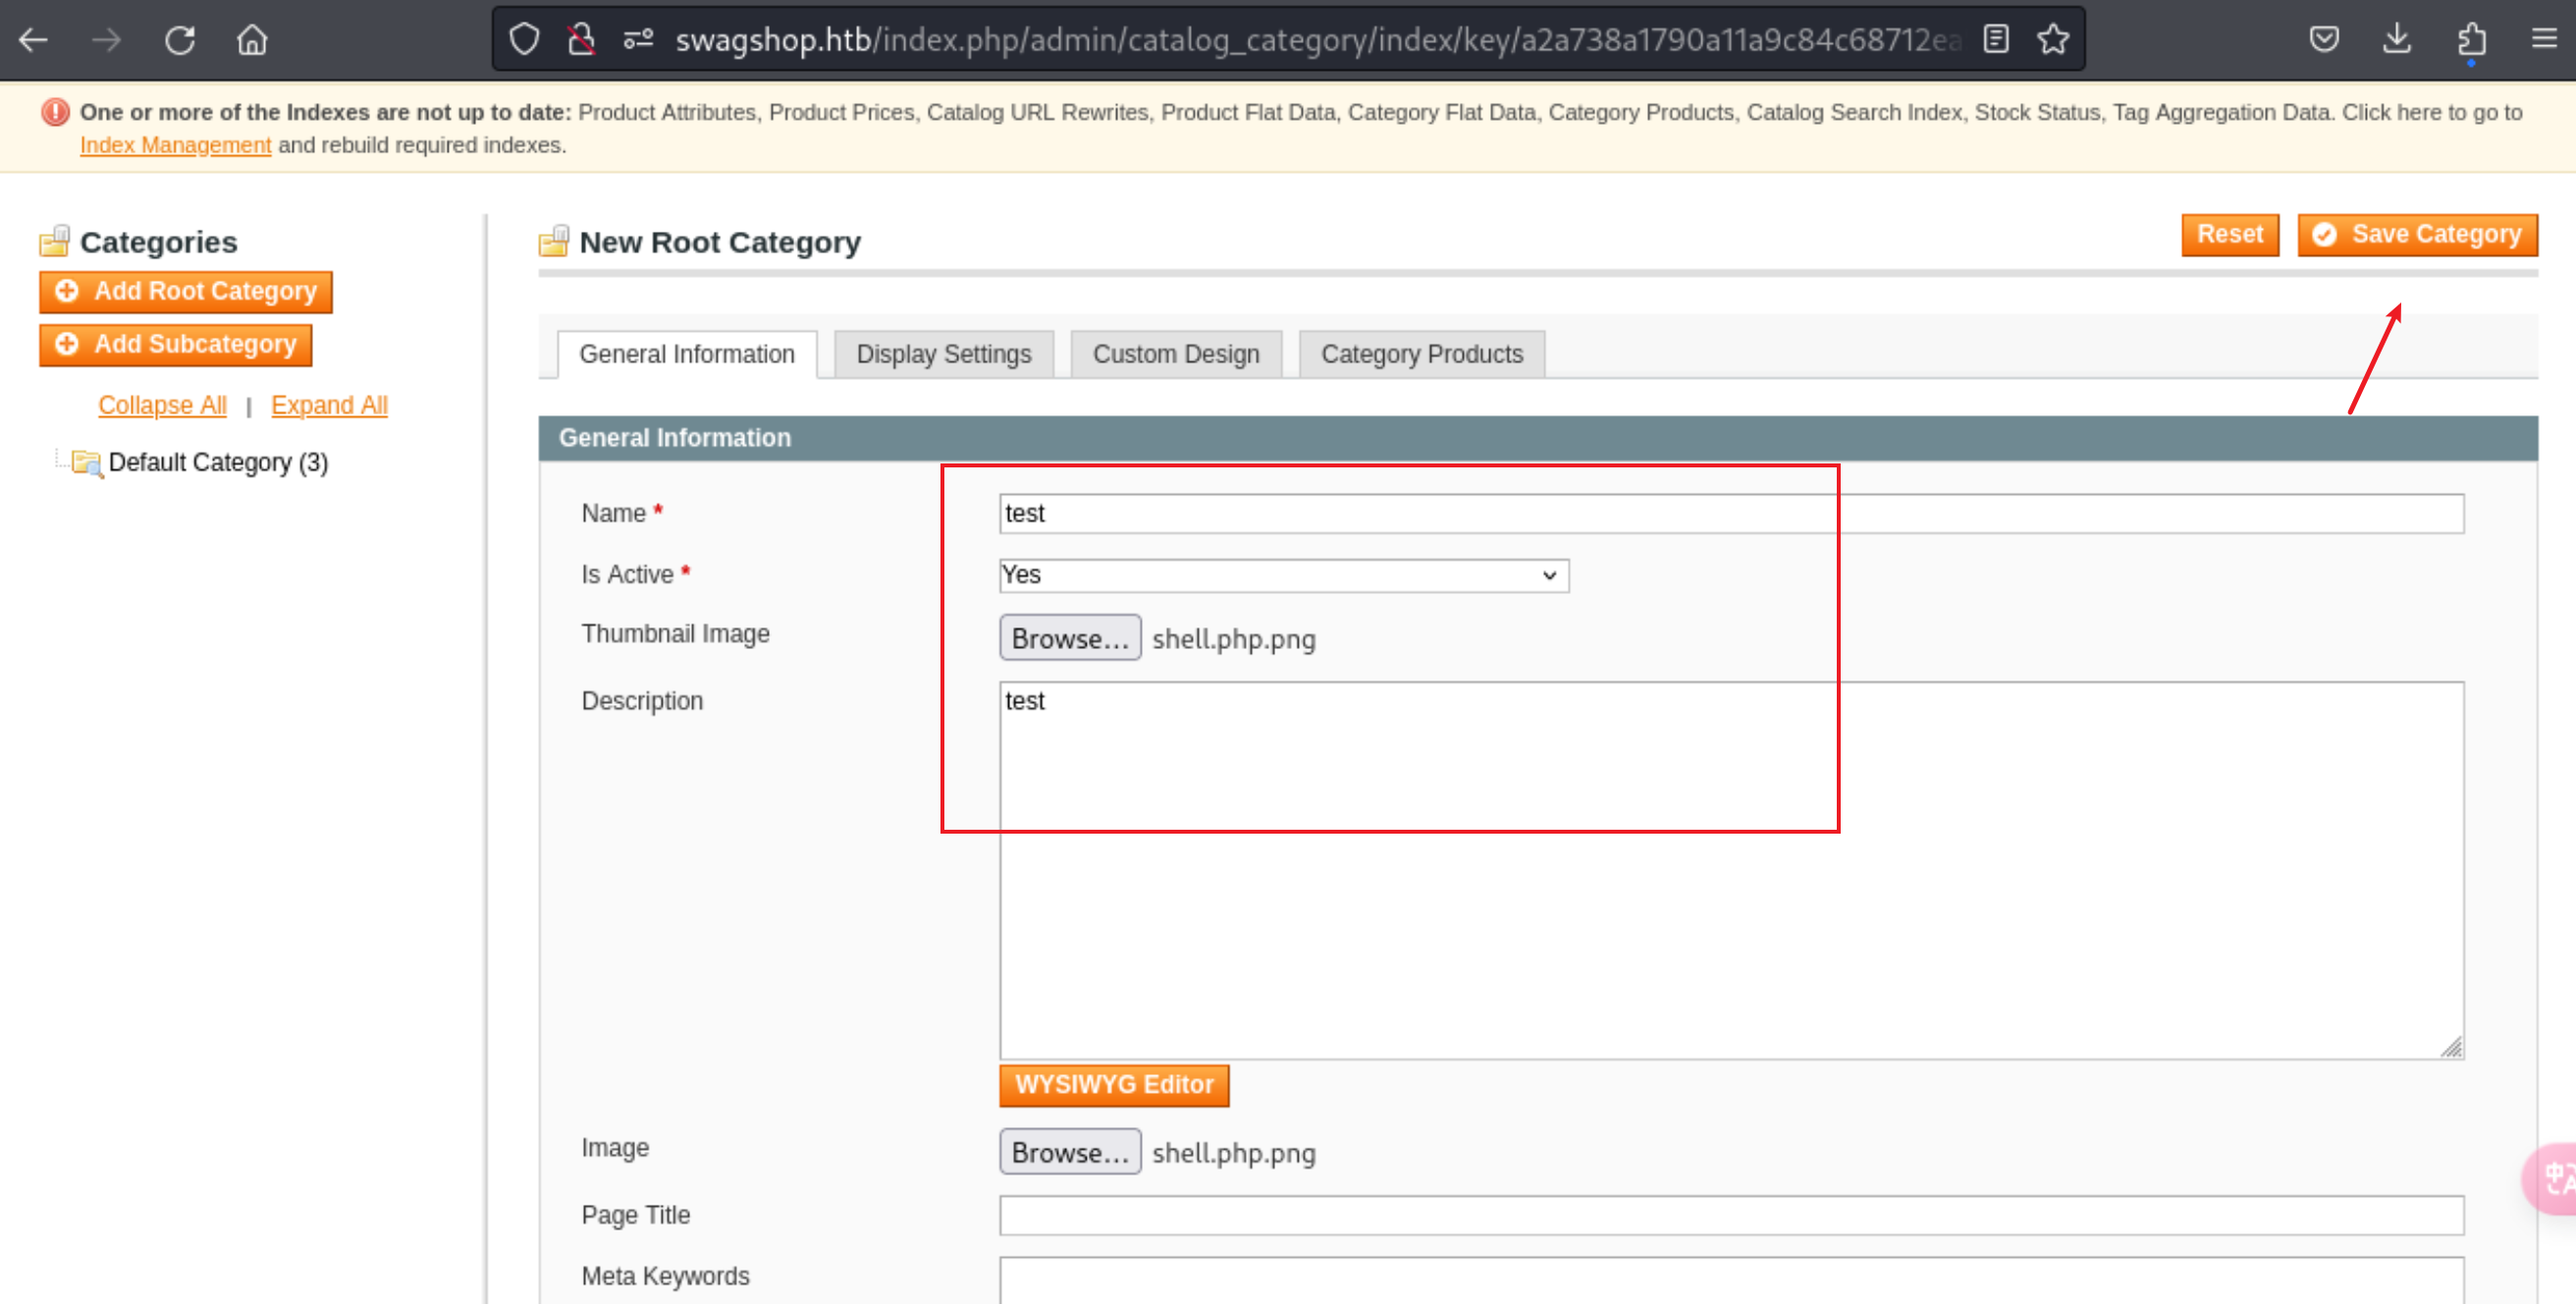 swagshop.htb/index.php/admin/catalog_category/index/key/a2a738a1790a11a9c84c68712ea
One or more of the Indexes are not up to date: Product Attributes, Product Prices, Catalog URL Rewrites, Product Flat Data, Category Flat Data, Category Products, Catalog Search Index, Stock Status, Tag Aggregation Data. Click here to go to
Index Management and rebuild required indexes.
Categories
Add Root Category
Add Subcategory
Collapse All | Expand All
Default Category (3)
New Root Category
Reset
Save Category
General Information
Display Settings
Custom Design
Category Products
General Information
Name *
test
Is Active *
Yes
Thumbnail Image
Browse... shell.php.png
Description
test
WYSIWYG Editor
Image
Browse... shell.php.png
Page Title
Meta Keywords
中